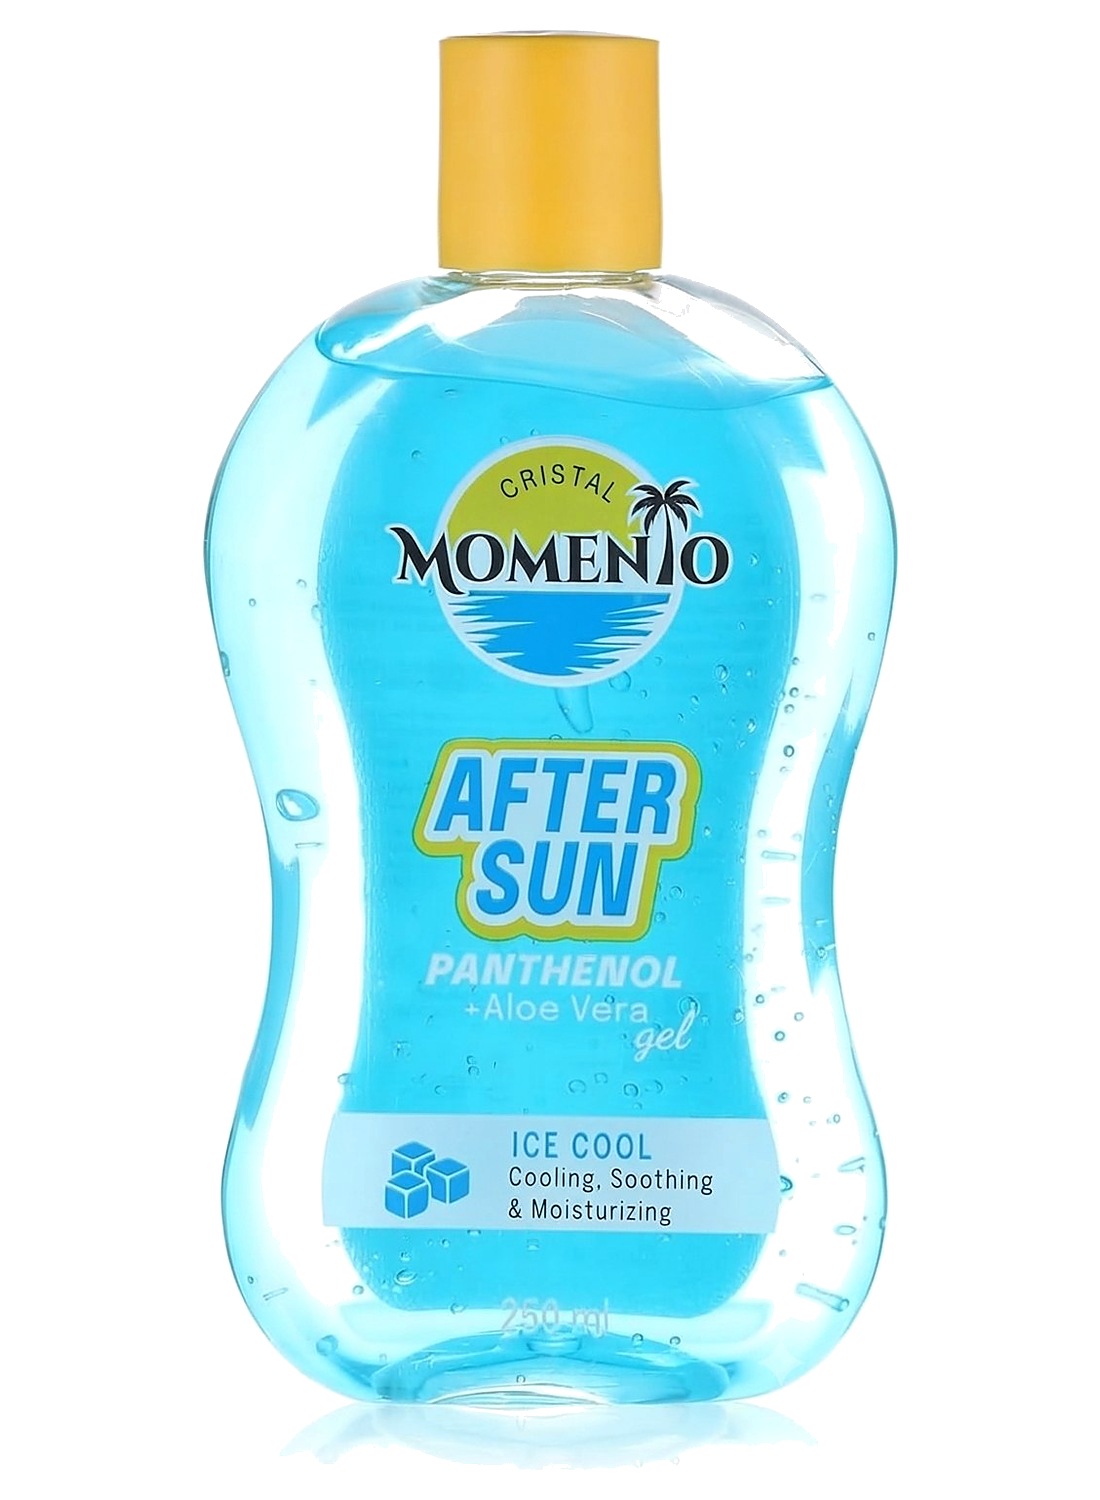 CRISTAL
MOMENTO
AFTER
SUN
PANTHENOL
+Aloe Vera
gel
ICE COOL
Cooling, Soothing
& Moisturizing
250 ml